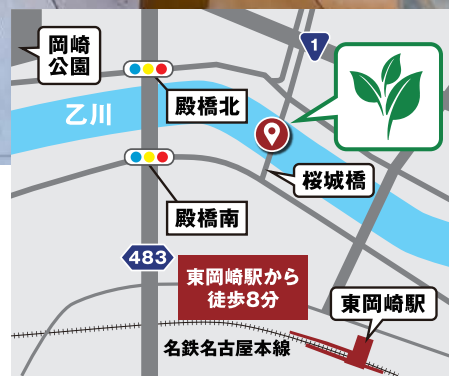 岡崎
公園
1
殿橋北
乙川
桜城橋
殿橋南
483
東岡崎駅から
徒歩8分
東岡崎駅
名鉄名古屋本線